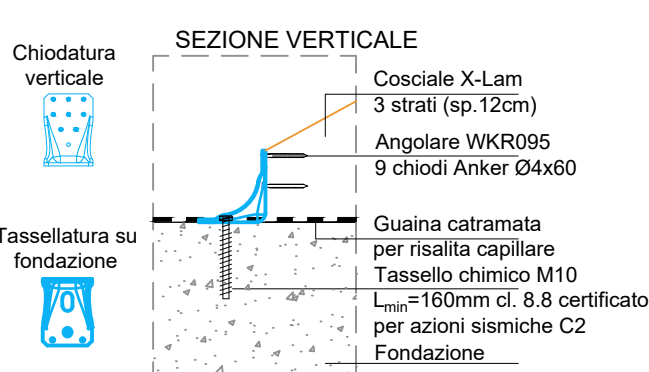 SEZIONE VERTICALE
Chiodatura
verticale
Cosciale X-Lam
3 strati (sp.12cm)
Angolare WKR095
9 chiodi Anker Ø4x60
Tassellatura su
fondazione
Guaina catramata
per risalita capillare
Tassello chimico M10
Lmin=160mm cl. 8.8 certificato
per azioni sismiche C2
Fondazione